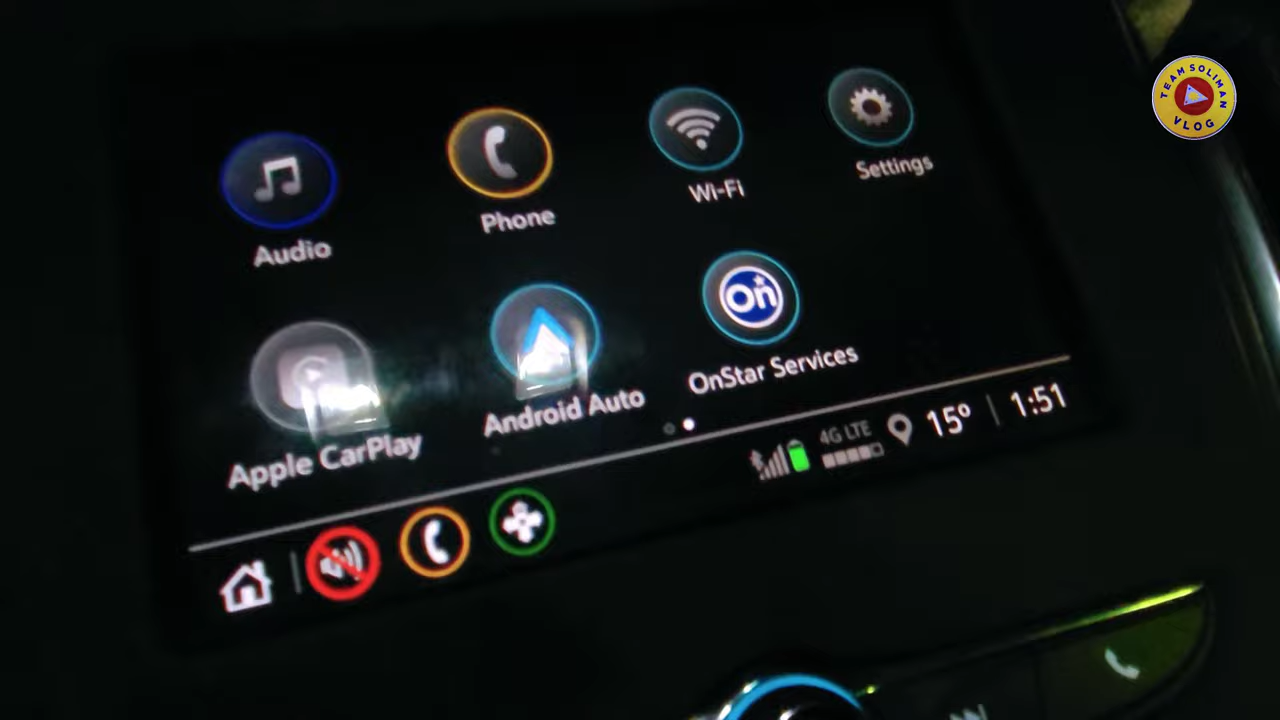 TEAM SOLIMAN
VLOG
Audio
Phone
Wi-Fi
Settings
Apple CarPlay
Android Auto
On
OnStar Services
4G LTE
15°
1:51